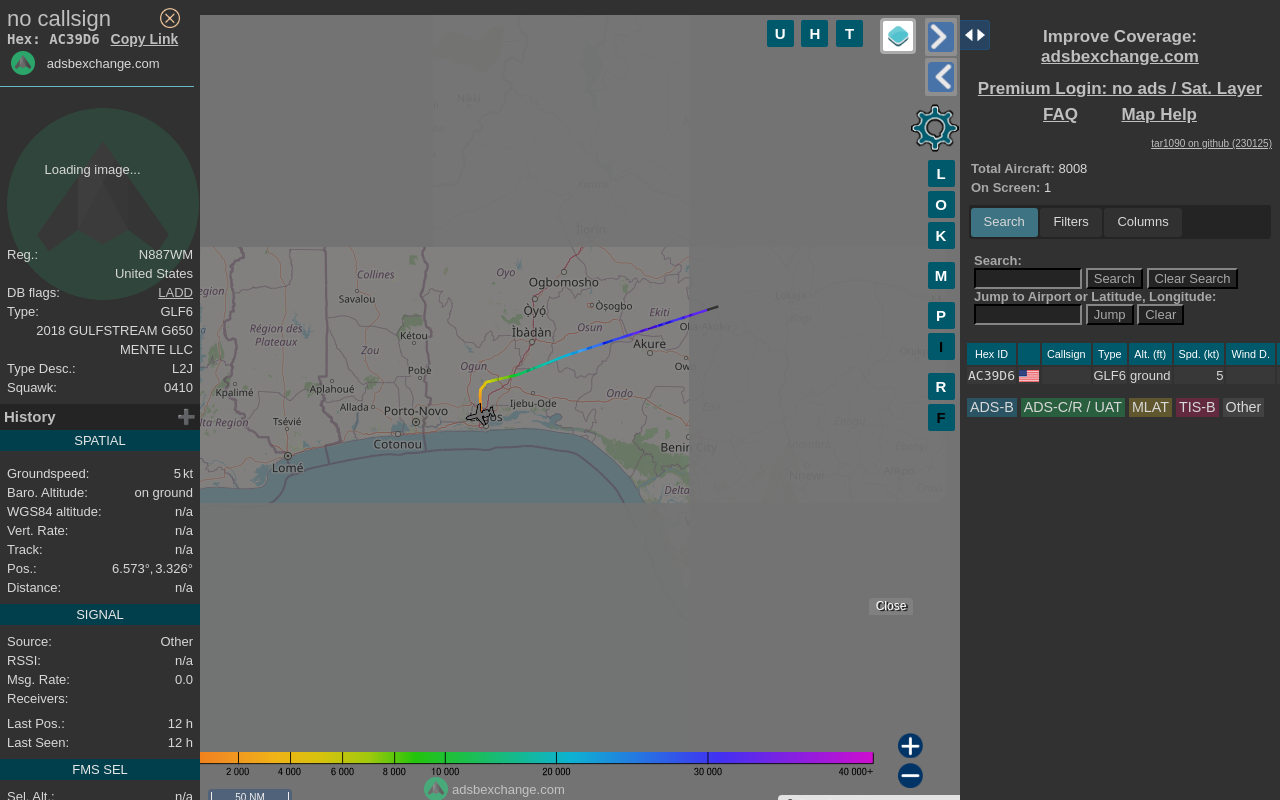 no callsign
Hex: AC39D6 Copy Link
adsbexchange.com
Loading image...
Reg.: N887WM
United States
DB flags: LADD
Type: GLF6
2018 GULFSTREAM G650
MENTE LLC
Type Desc.: L2J
Squawk: 0410
History
SPATIAL
Groundspeed: 5 kt
Baro. Altitude: on ground
WGS84 altitude: n/a
Vert. Rate: n/a
Track: n/a
Pos.: 6.573°, 3.326°
Distance: n/a
SIGNAL
Source: Other
RSSI: n/a
Msg. Rate: 0.0
Receivers:
Last Pos.: 12 h
Last Seen: 12 h
FMS SEL
Sel. Alt.: n/a
U H T
L
O
K
M
P
I
R
F
Collines
Oyo
Ogbomosho
Savalou
Òyó
Òsogbo
Ekiti
Région des
Plateaux
Kétou
Ìbàdàn
Osun
Akure
Zou
Pobè
Ogun
Kpalimé
Aplahoué
Allada
Porto-Novo
Ijebu-Ode
Ondo
Tsévié
Cotonou
Lomé
Benin City
Delta
Close
2 000 4 000 6 000 8 000 10 000 20 000 30 000 40 000+
adsbexchange.com
50 NM
Improve Coverage:
adsbexchange.com
Premium Login: no ads / Sat. Layer
FAQ Map Help
tar1090 on github (230125)
Total Aircraft: 8008
On Screen: 1
Search Filters Columns
Search:
Search Clear Search
Jump to Airport or Latitude, Longitude:
Jump Clear
Hex ID Callsign Type Alt. (ft) Spd. (kt) Wind D.
AC39D6 GLF6 ground 5
ADS-B ADS-C/R / UAT MLAT TIS-B Other